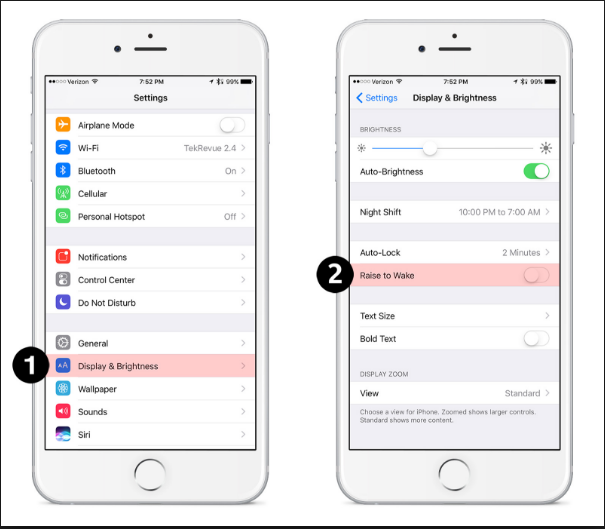 Verizon 7:52 PM 99%
Settings
Airplane Mode
Wi-Fi TekRevue 2.4
Bluetooth On
Cellular
Personal Hotspot Off
Notifications
Control Center
Do Not Disturb
General
1
AA Display & Brightness
Wallpaper
Sounds
Siri
Verizon 7:52 PM 99%
Settings Display & Brightness
BRIGHTNESS
Auto-Brightness
Night Shift 10:00 PM to 7:00 AM
Auto-Lock 2 Minutes
2 Raise to Wake
Text Size
Bold Text
DISPLAY ZOOM
View Standard
Choose a view for iPhone. Zoomed shows larger controls.
Standard shows more content.